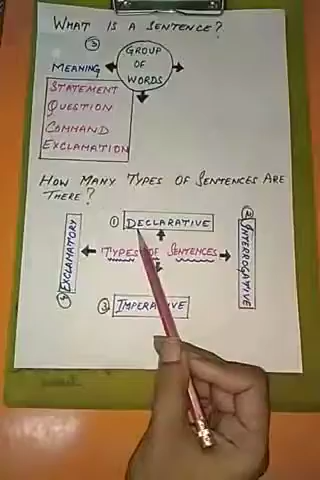 WHAT IS A SENTENCE?
③
GROUP
OF
WORDS
MEANING
STATEMENT
QUESTION
COMMAND
EXCLAMATION
HOW MANY TYPES OF SENTENCES ARE
THERE?
① DECLARATIVE
② INTERROGATIVE
④ EXCLAMATORY
TYPES OF SENTENCES
③ IMPERATIVE